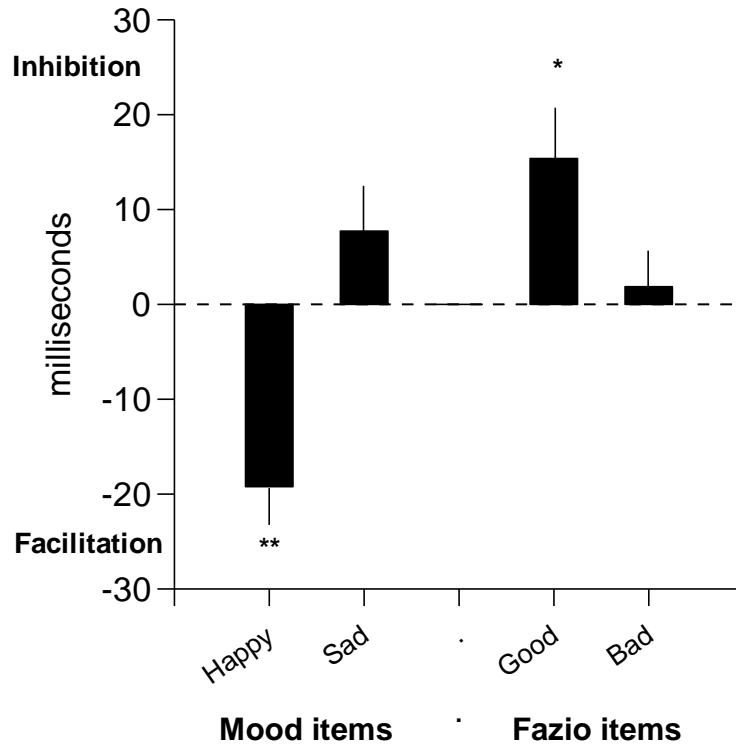 30
Inhibition
*
20
10
milliseconds
0
-10
-20
Facilitation
**
-30
Happy
Sad
.
Good
Bad
Mood items
.
Fazio items